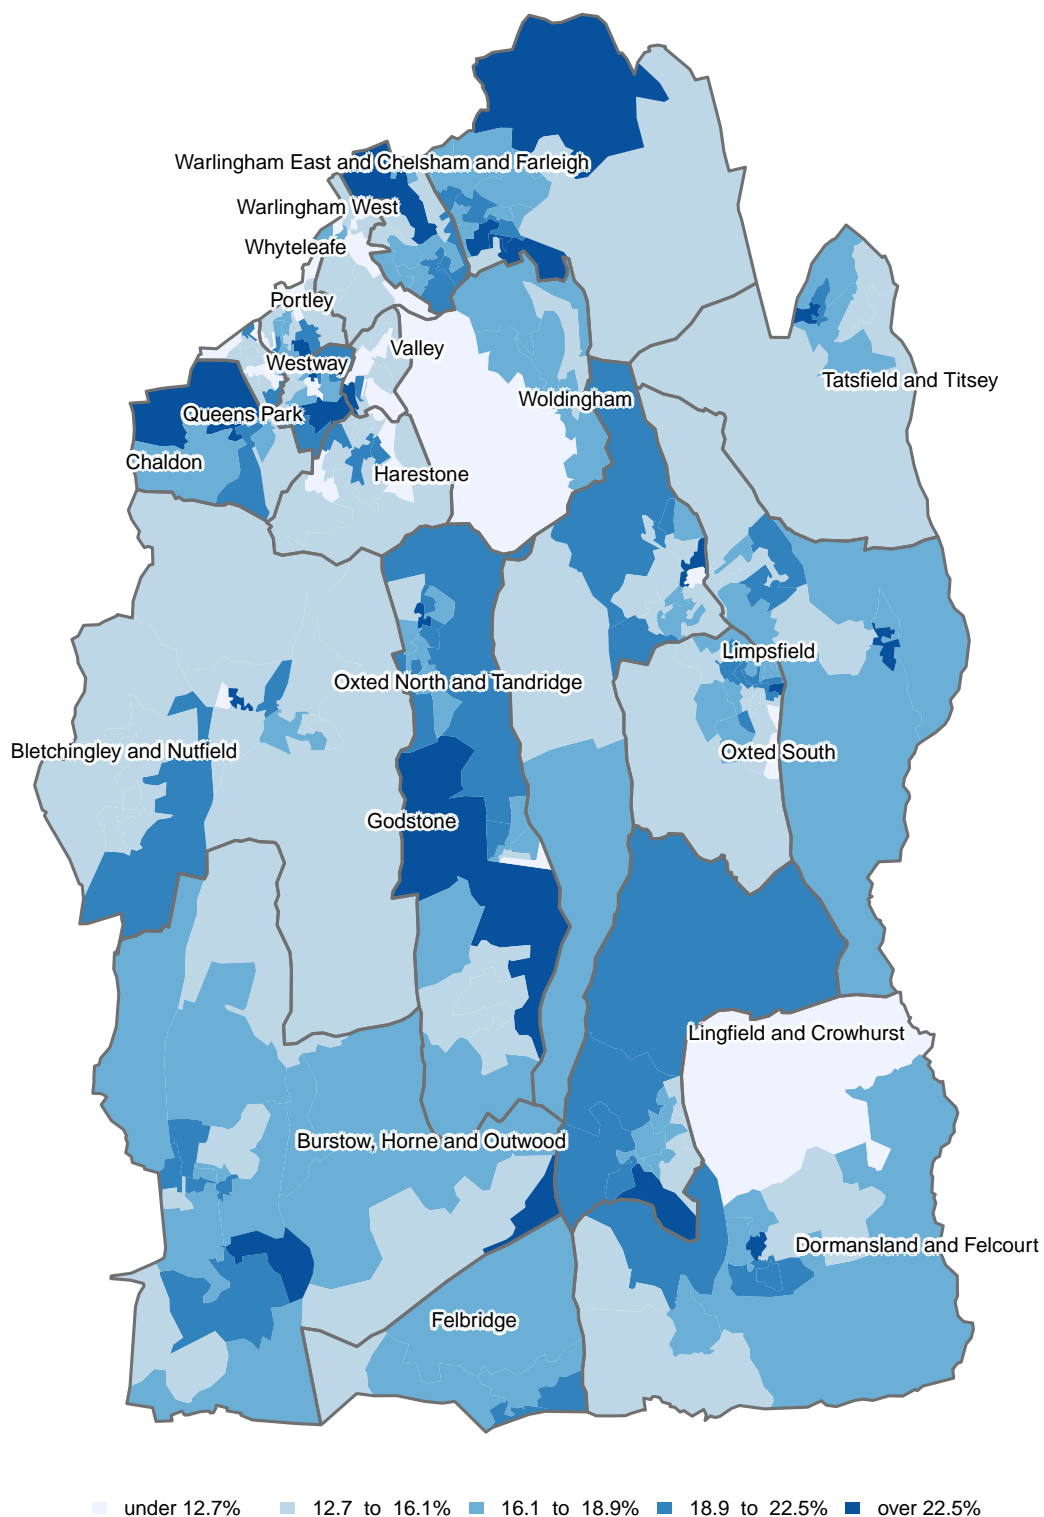 Warlingham East and Chelsham and Farleigh
Warlingham West
Whyteleafe
Portley
Valley
Westway
Tatsfield and Titsey
Woldingham
Queens Park
Chaldon
Harestone
Limpsfield
Oxted North and Tandridge
Bletchingley and Nutfield
Oxted South
Godstone
Lingfield and Crowhurst
Burstow, Horne and Outwood
Dormansland and Felcourt
Felbridge
under 12.7% 12.7 to 16.1% 16.1 to 18.9% 18.9 to 22.5% over 22.5%